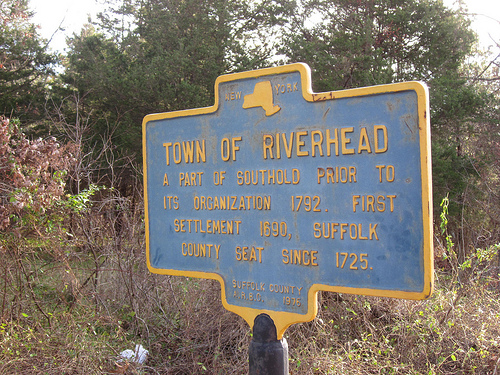 NEW YORK
TOWN OF RIVERHEAD
A PART OF SOUTHOLD PRIOR TO
ITS ORGANIZATION 1792. FIRST
SETTLEMENT 1690, SUFFOLK
COUNTY SEAT SINCE 1725.
SUFFOLK COUNTY
A.R.B.C. 1975